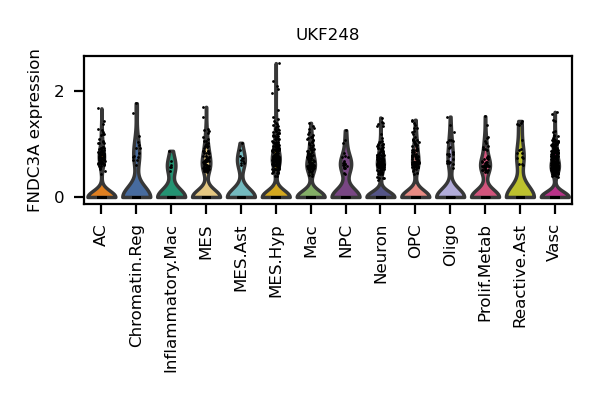 UKF248
FNDC3A expression
2
0
AC
Chromatin.Reg
Inflammatory.Mac
MES
MES.Ast
MES.Hyp
Mac
NPC
Neuron
OPC
Oligo
Prolif.Metab
Reactive.Ast
Vasc